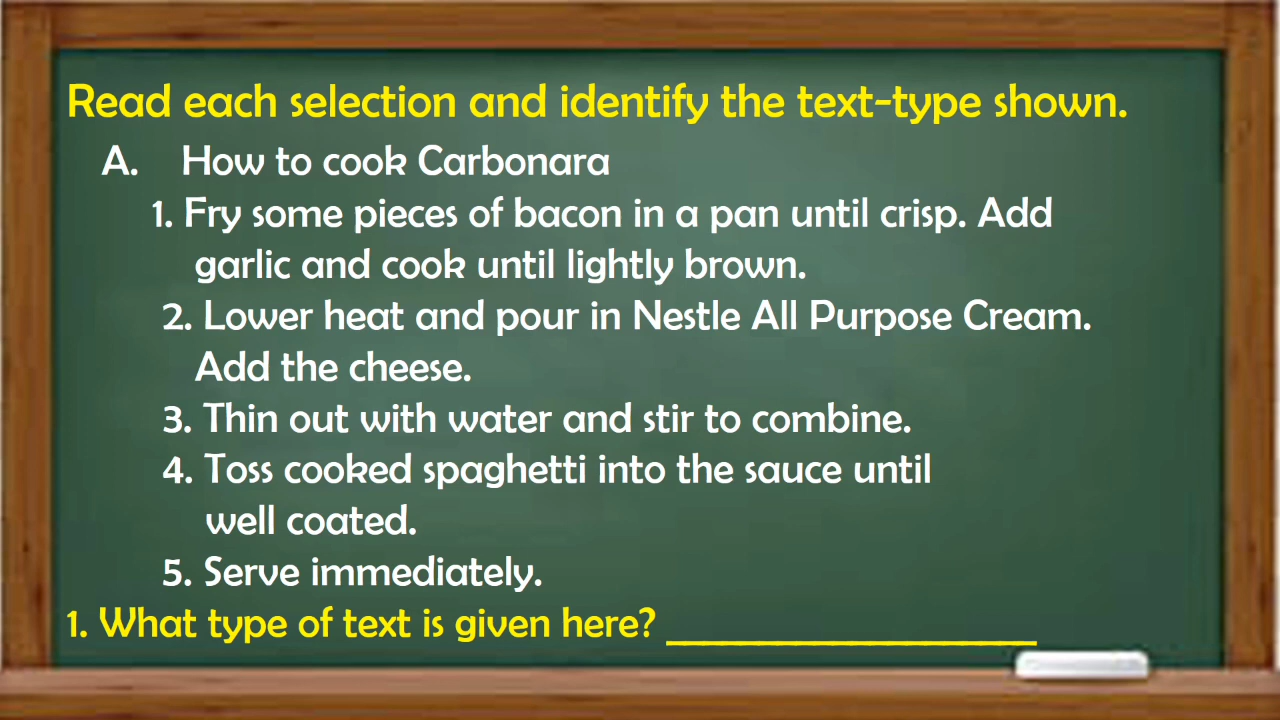 Read each selection and identify the text-type shown.
A. How to cook Carbonara
1. Fry some pieces of bacon in a pan until crisp. Add
garlic and cook until lightly brown.
2. Lower heat and pour in Nestle All Purpose Cream.
Add the cheese.
3. Thin out with water and stir to combine.
4. Toss cooked spaghetti into the sauce until
well coated.
5. Serve immediately.
1. What type of text is given here? __________________